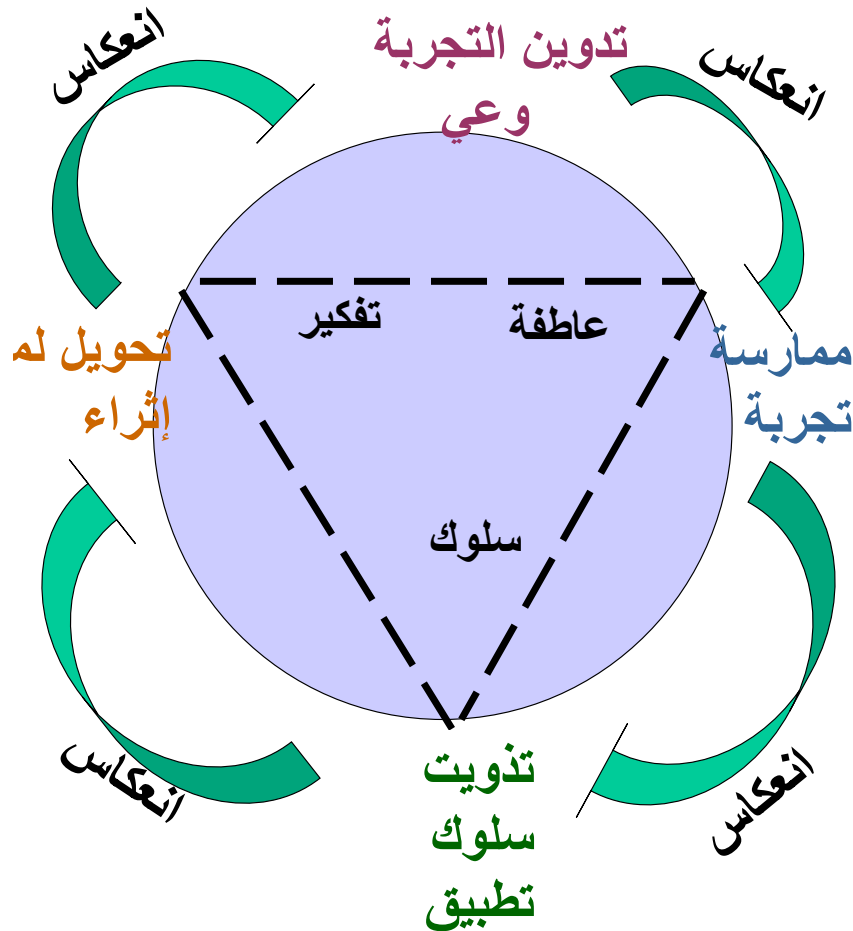 انعكاس
تدوين التجربة
وعي
انعكاس
تفكير
عاطفة
تحويل لم
إثراء
ممارسة
تجربة
سلوك
انعكاس
تذويت
سلوك
تطبيق
انعكاس